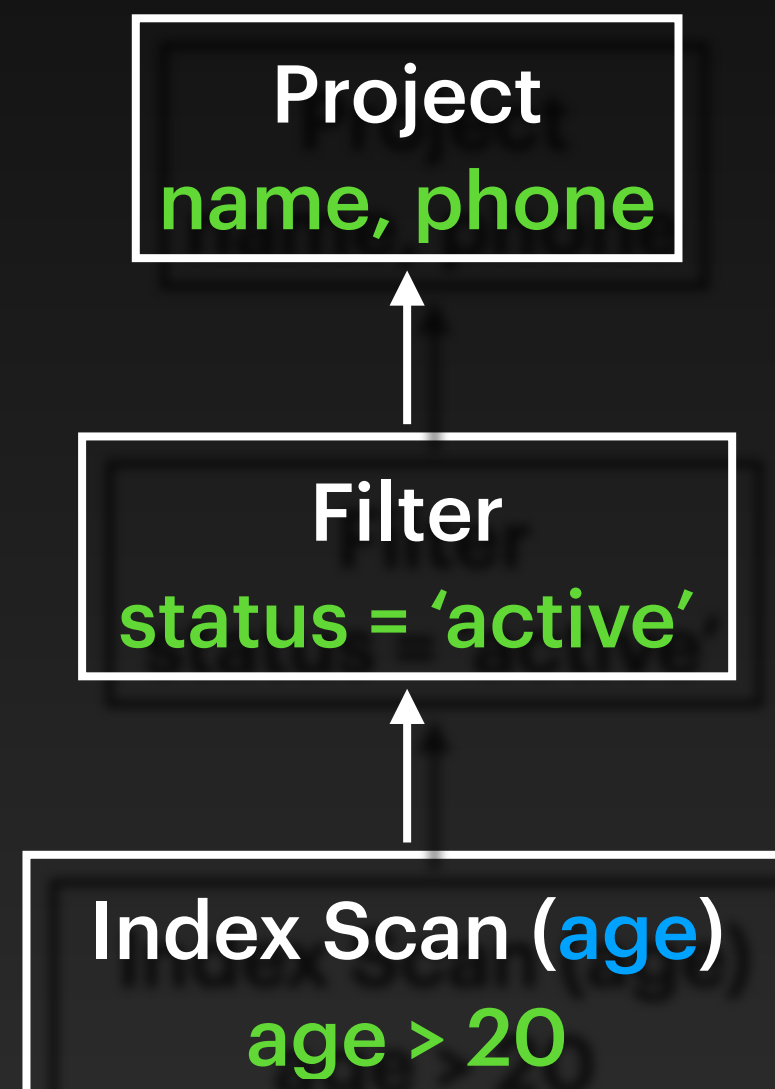 Project
name, phone
Filter
status = ‘active’
Index Scan (age)
age > 20